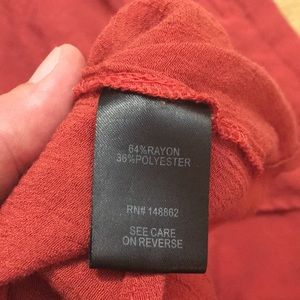 64%RAYON
36%POLYESTER
RN# 148662
SEE CARE
ON REVERSE